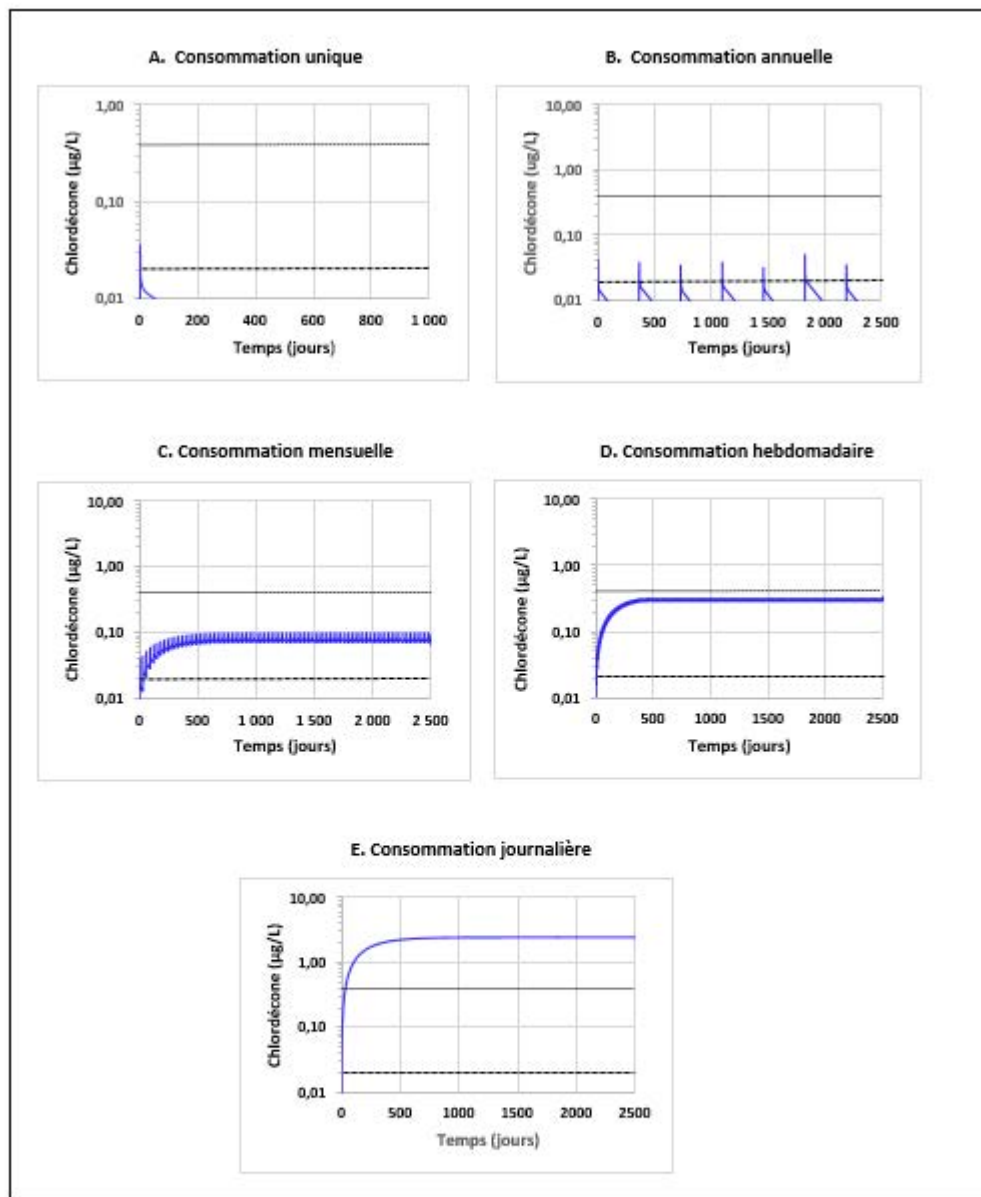 A. Consommation unique
Chlordécone (µg/L)
1,00
0,10
0,01
0 200 400 600 800 1 000
Temps (jours)
B. Consommation annuelle
Chlordécone (ug/L)
10,00
1,00
0,10
0,01
0 500 1 000 1 500 2 000 2 500
Temps (jours)
C. Consommation mensuelle
Chlordécone (µg/L)
10,00
1,00
0,10
0,01
0 500 1 000 1 500 2 000 2 500
Temps (jours)
D. Consommation hebdomadaire
Chlordécone (µg/L)
10,00
1,00
0,10
0,01
0 500 1000 1500 2000 2500
Temps (jours)
E. Consommation journalière
Chlordécone (µg/L)
10,00
1,00
0,10
0,01
0 500 1000 1500 2000 2500
Temps (jours)